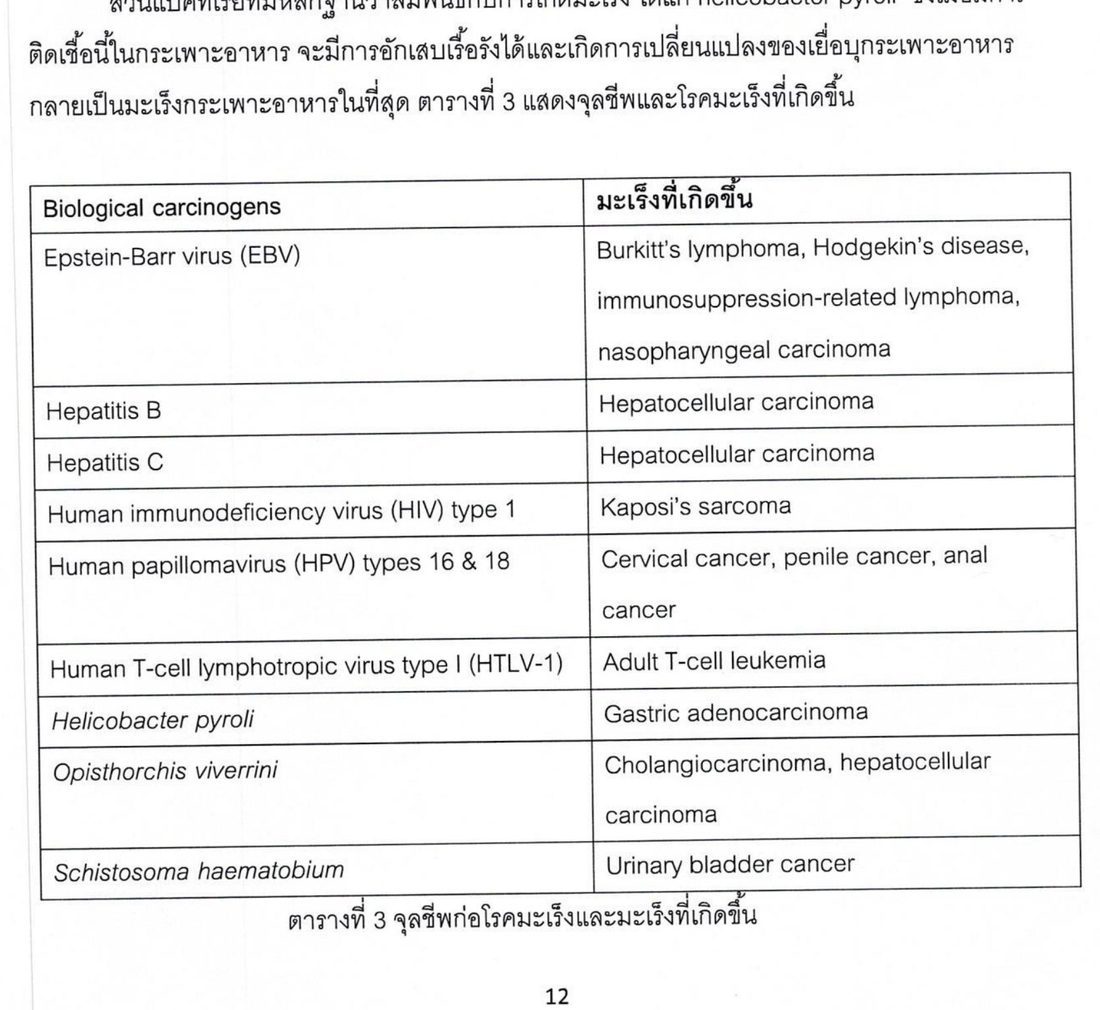 ติดเชื้อนี้ในกระเพาะอาหาร จะมีการอักเสบเรื้อรังได้และเกิดการเปลี่ยนแปลงของเยื่อบุกระเพาะอาหาร
กลายเป็นมะเร็งกระเพาะอาหารในที่สุด ตารางที่ 3 แสดงจุลชีพและโรคมะเร็งที่เกิดขึ้น
Biological carcinogens
มะเร็งที่เกิดขึ้น
Epstein-Barr virus (EBV)
Burkitt's lymphoma, Hodgekin's disease,
immunosuppression-related lymphoma,
nasopharyngeal carcinoma
Hepatitis B
Hepatocellular carcinoma
Hepatitis C
Hepatocellular carcinoma
Human immunodeficiency virus (HIV) type 1
Kaposi's sarcoma
Human papillomavirus (HPV) types 16 & 18
Cervical cancer, penile cancer, anal
cancer
Human T-cell lymphotropic virus type I (HTLV-1)
Adult T-cell leukemia
Helicobacter pyroli
Gastric adenocarcinoma
Opisthorchis viverrini
Cholangiocarcinoma, hepatocellular
carcinoma
Schistosoma haematobium
Urinary bladder cancer
ตารางที่ 3 จุลชีพก่อโรคมะเร็งและมะเร็งที่เกิดขึ้น
12